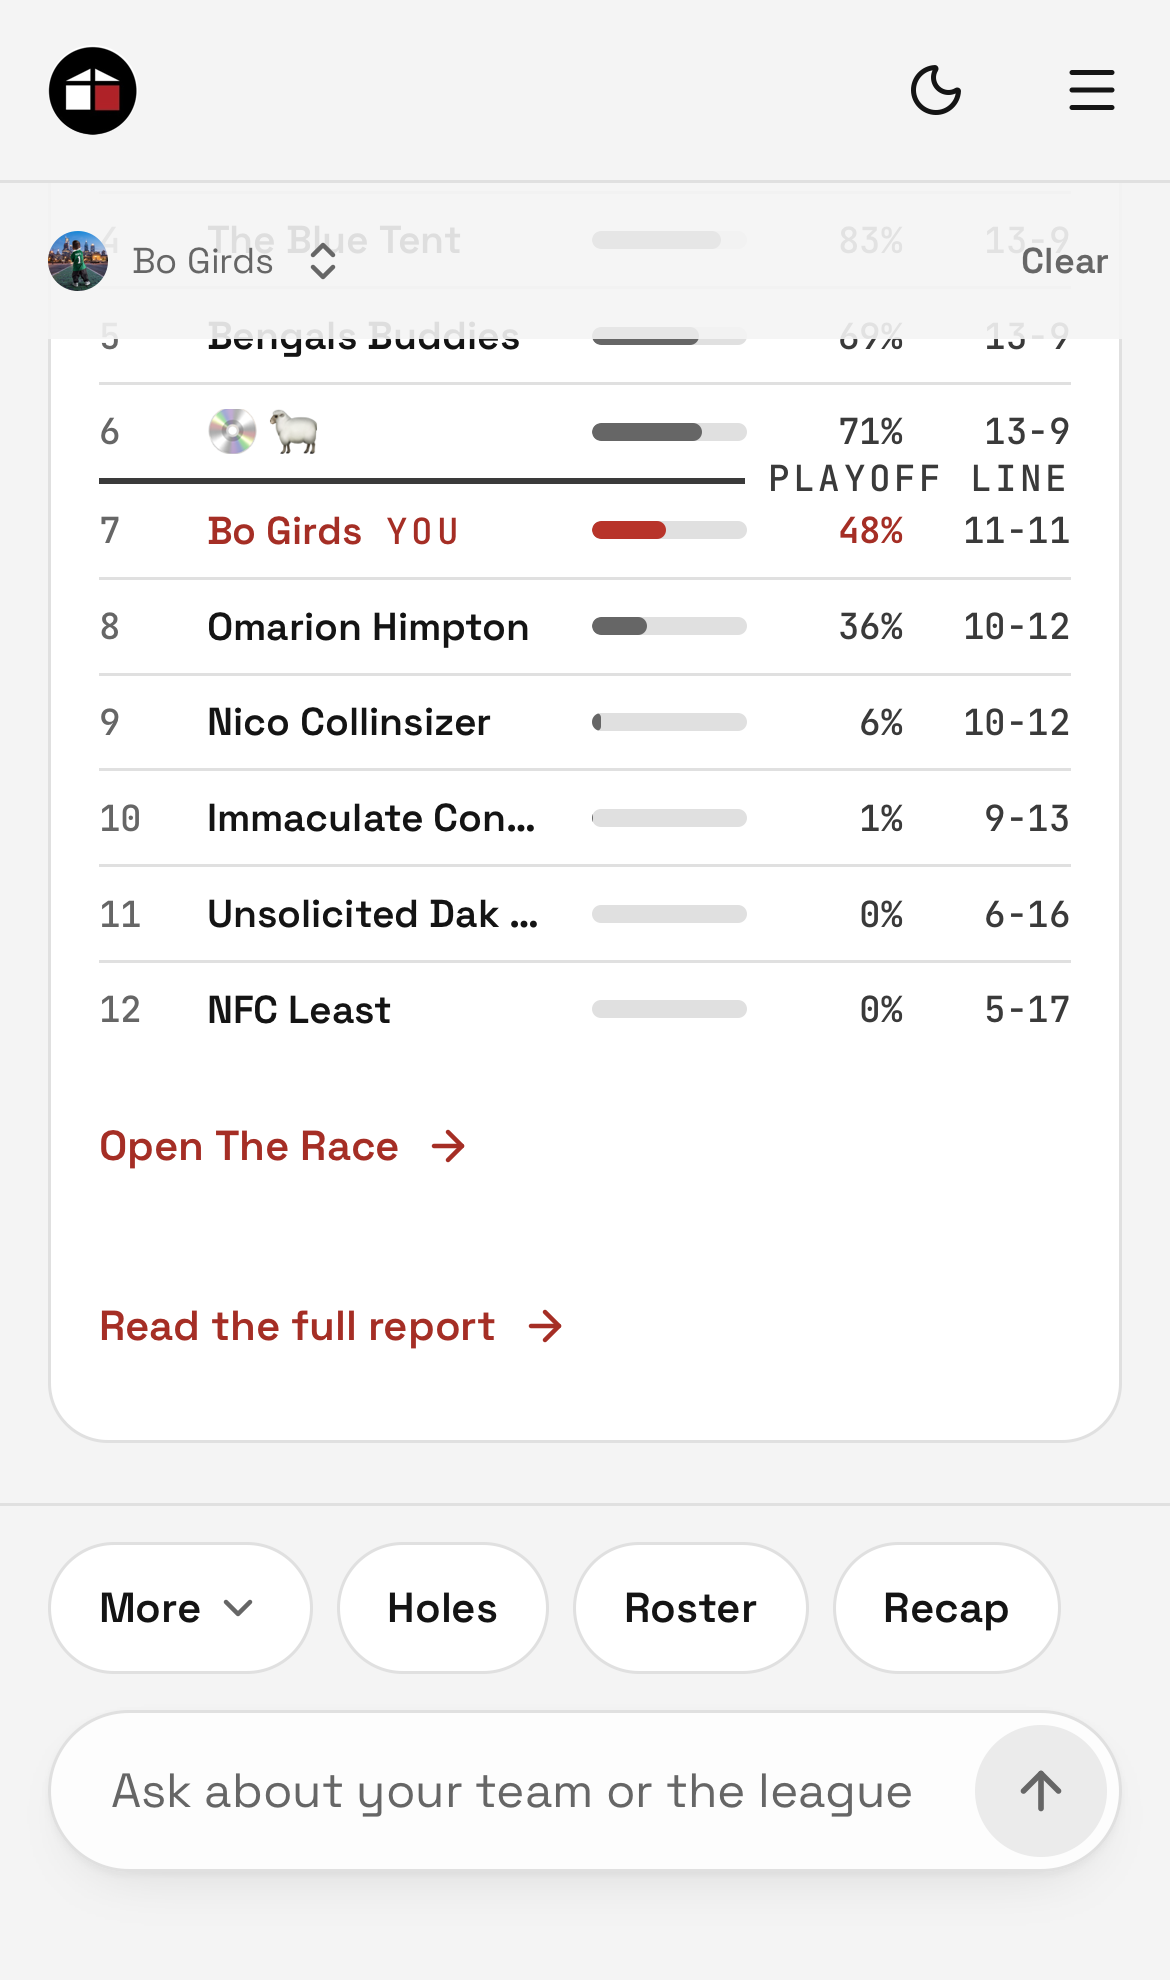 4 The Blue Tent 83% 13-9
Bo Girds Clear
5 Bengals Buddies 69% 13-9
6 71% 13-9
PLAYOFF LINE
7 Bo Girds YOU 48% 11-11
8 Omarion Himpton 36% 10-12
9 Nico Collinsizer 6% 10-12
10 Immaculate Con... 1% 9-13
11 Unsolicited Dak ... 0% 6-16
12 NFC Least 0% 5-17
Open The Race
Read the full report
More Holes Roster Recap
Ask about your team or the league